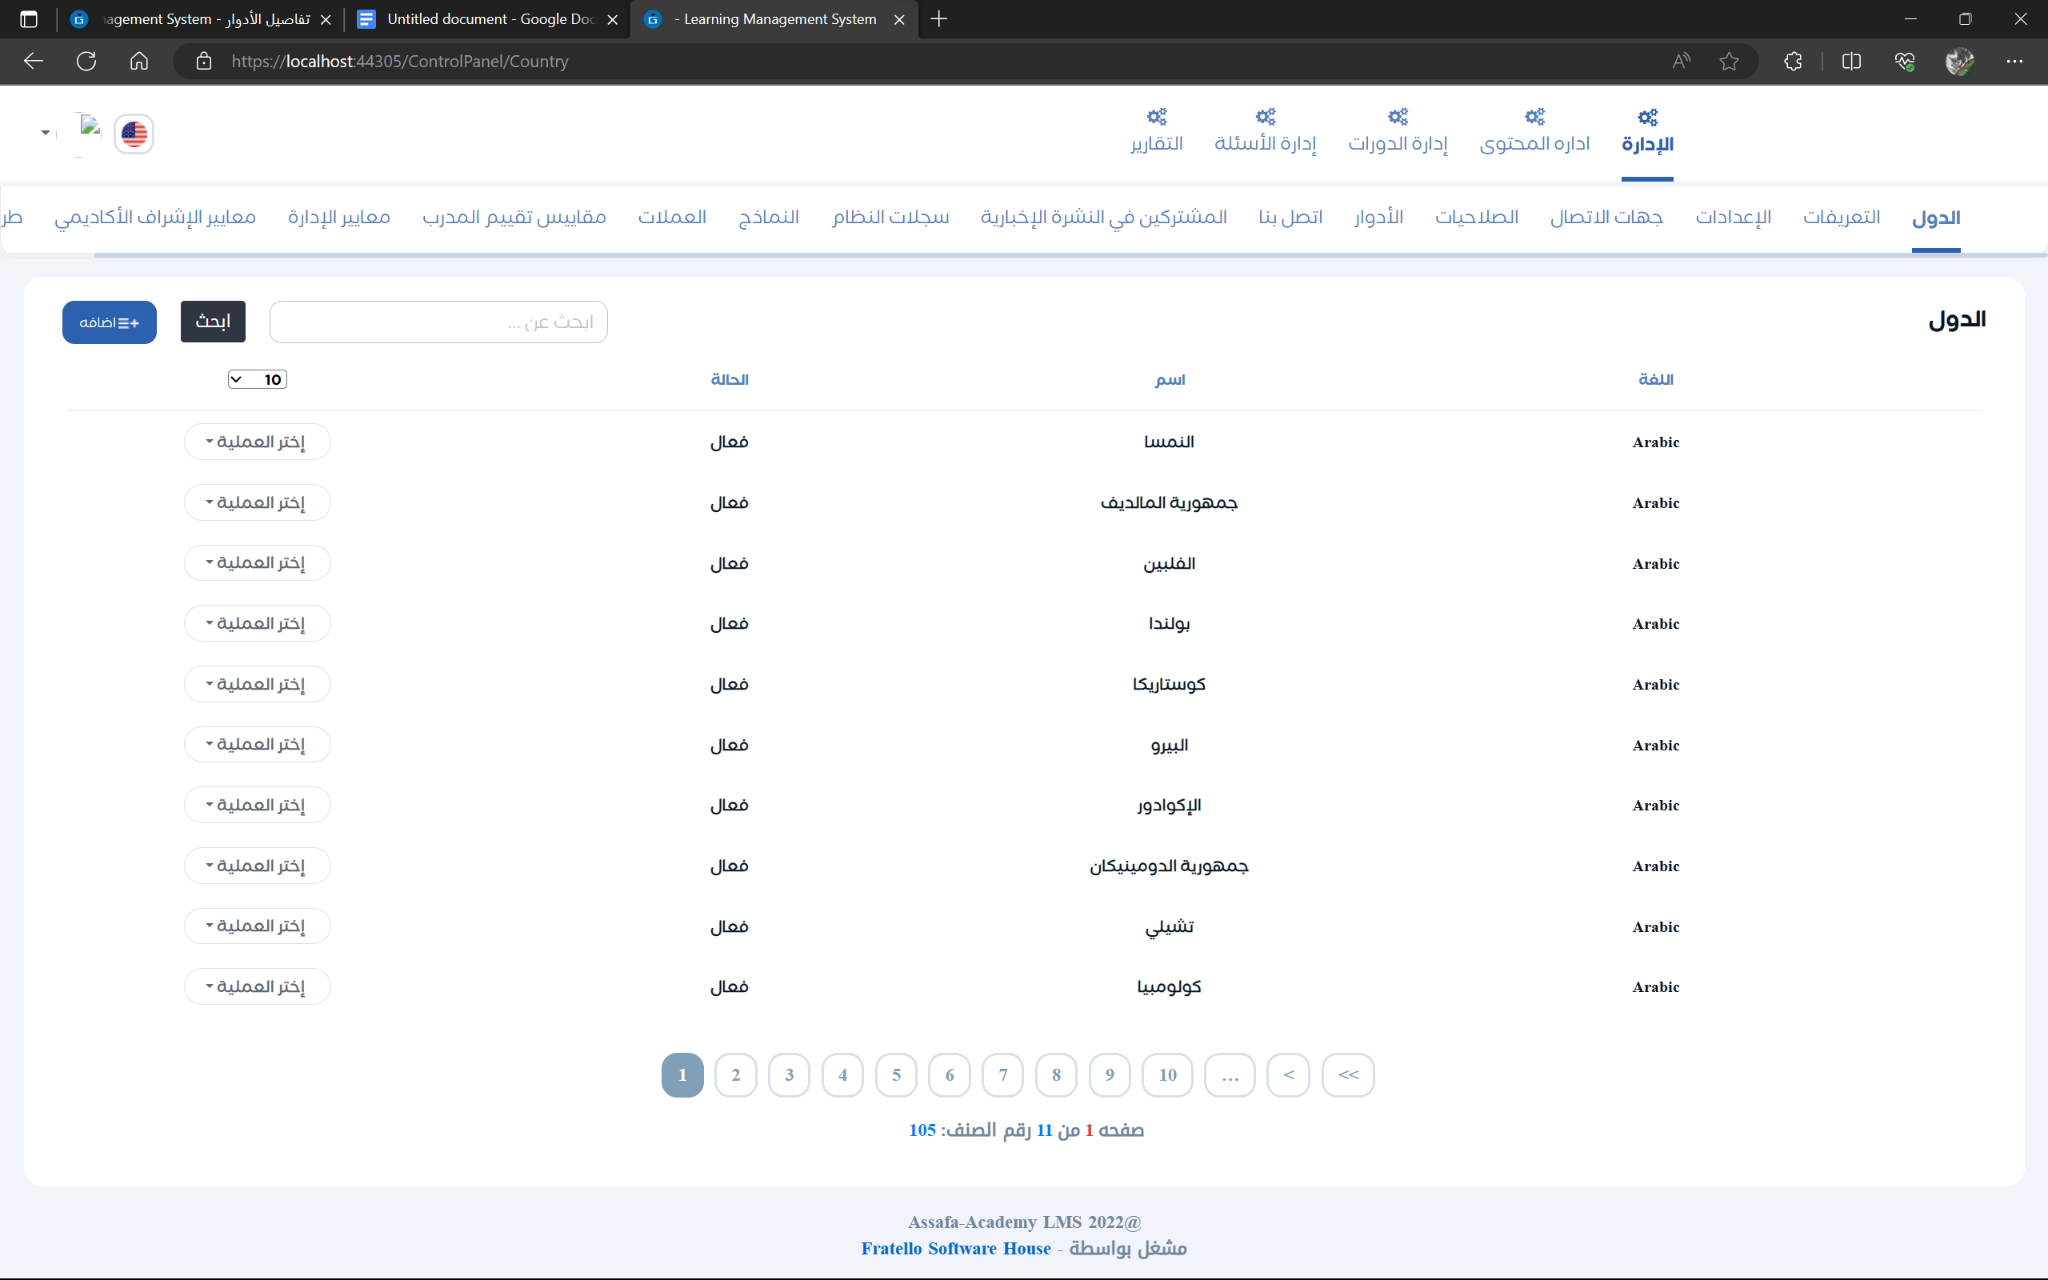 nagement System - تفاصيل الأدوار
Untitled document - Google Doc
- Learning Management System
https://localhost:44305/ControlPanel/Country
الإدارة
اداره المحتوى
إدارة الدورات
إدارة الأسئلة
التقارير
الدول
التعريفات
الإعدادات
جهات الاتصال
الصلاحيات
الأدوار
اتصل بنا
المشتركين في النشرة الإخبارية
سجلات النظام
النماذج
العملات
مقاييس تقييم المدرب
معايير الإدارة
معايير الإشراف الأكاديمي
طر
الدول
ابحث عن ...
ابحث
اضافه
اللغة اسم الحالة 10
Arabic النمسا فعال إختر العملية
Arabic جمهورية المالديف فعال إختر العملية
Arabic الفلبين فعال إختر العملية
Arabic بولندا فعال إختر العملية
Arabic كوستاريكا فعال إختر العملية
Arabic البيرو فعال إختر العملية
Arabic الإكوادور فعال إختر العملية
Arabic جمهورية الدومينيكان فعال إختر العملية
Arabic تشيلي فعال إختر العملية
Arabic كولومبيا فعال إختر العملية
1 2 3 4 5 6 7 8 9 10 ... < <<
صفحه 1 من 11 رقم الصنف: 105
Assafa-Academy LMS 2022@
مشغل بواسطة - Fratello Software House